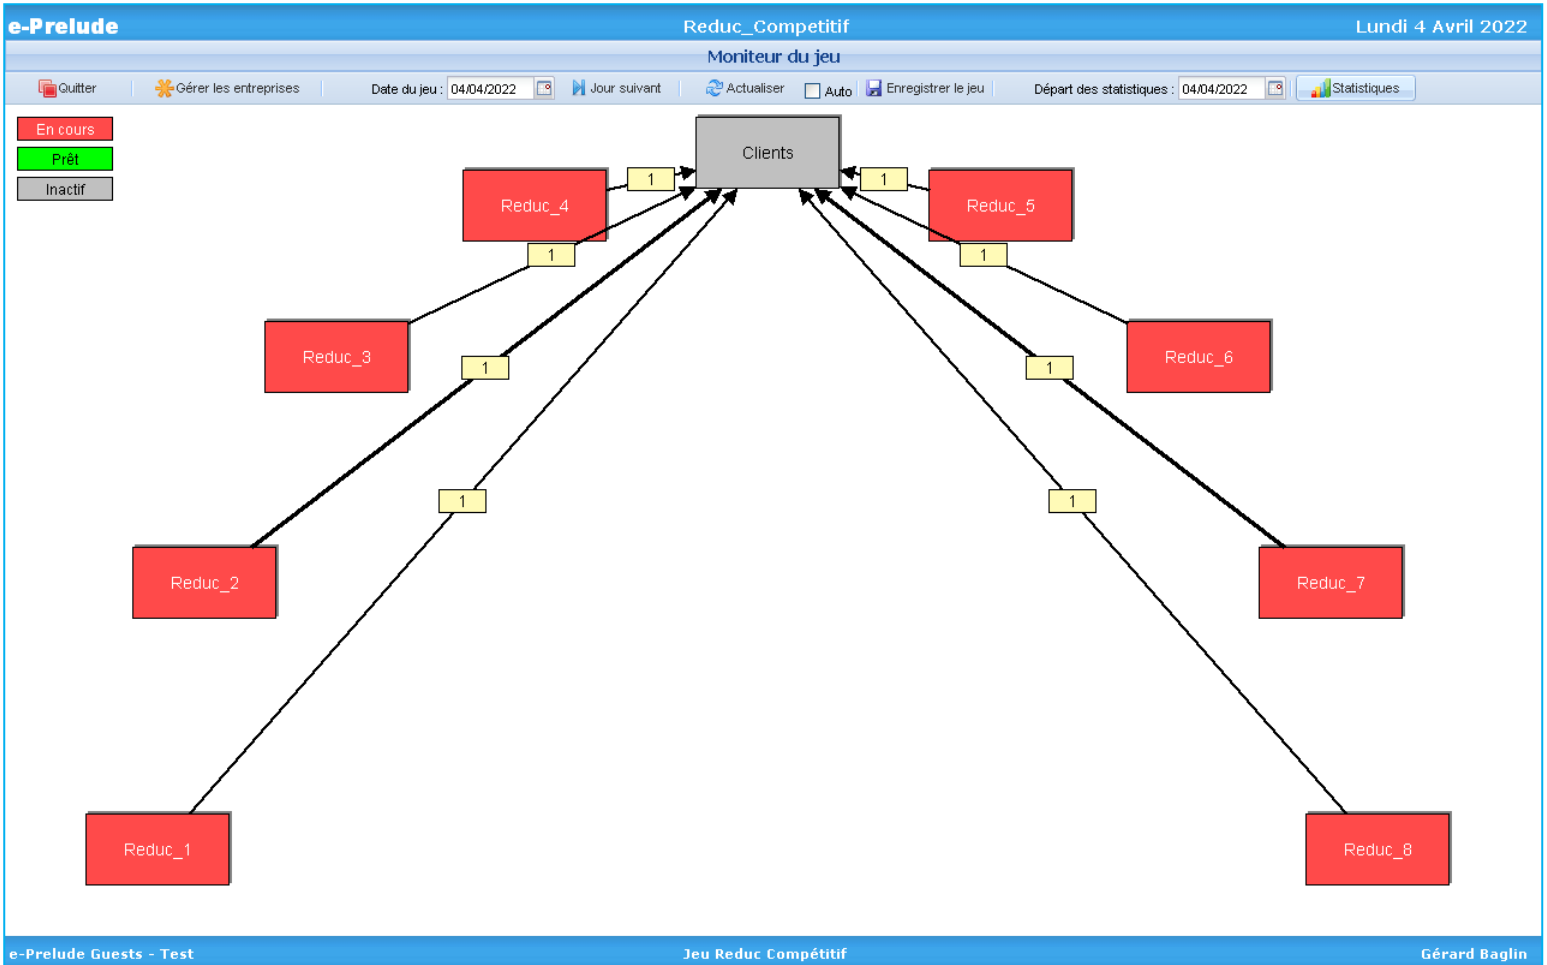 e-Prelude Reduc_Competitif Lundi 4 Avril 2022
Moniteur du jeu
Quitter Gérer les entreprises Date du jeu : 04/04/2022 Jour suivant Actualiser Auto Enregistrer le jeu Départ des statistiques : 04/04/2022 Statistiques
En cours
Prêt
Inactif
Clients
1
1
Reduc_4
Reduc_5
1
1
Reduc_3
Reduc_6
1
1
1
1
Reduc_2
Reduc_7
Reduc_1
Reduc_8
e-Prelude Guests - Test Jeu Reduc Compétitif Gérard Baglin